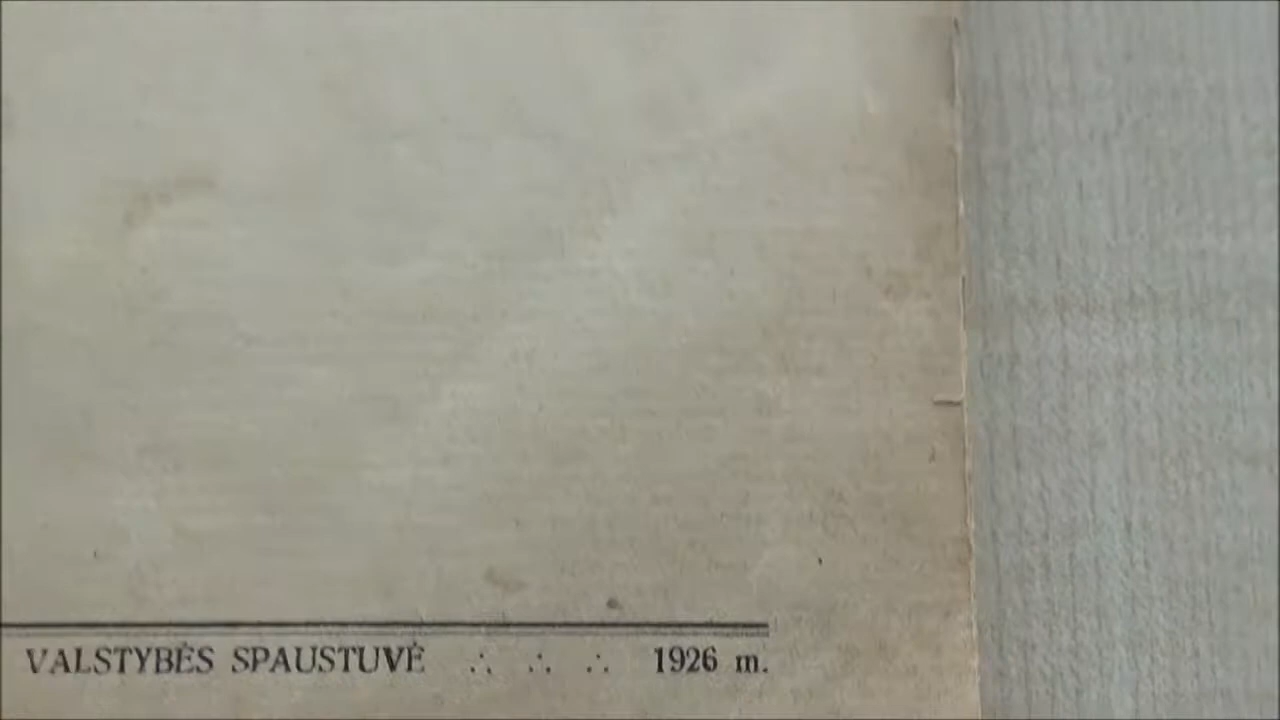 VALSTYBĖS SPAUSTUVĖ ∴ ∴ ∴ 1926 m.